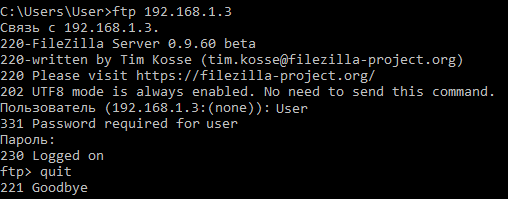 C:\Users\User>ftp 192.168.1.3
Связь с 192.168.1.3.
220-FileZilla Server 0.9.60 beta
220-written by Tim Kosse (tim.kosse@filezilla-project.org)
220 Please visit https://filezilla-project.org/
202 UTF8 mode is always enabled. No need to send this command.
Пользователь (192.168.1.3:(none)): User
331 Password required for user
Пароль:
230 Logged on
ftp> quit
221 Goodbye